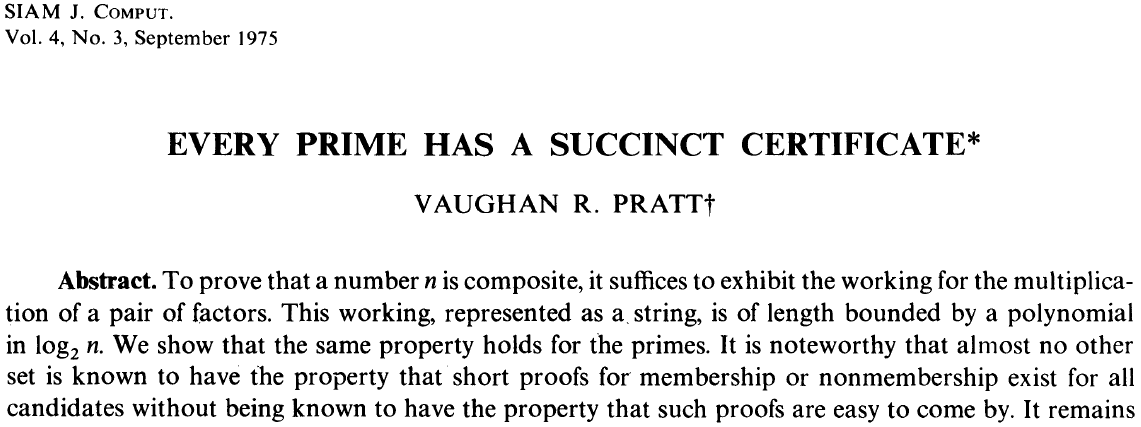 SIAM J. COMPUT.
Vol. 4, No. 3, September 1975
EVERY PRIME HAS A SUCCINCT CERTIFICATE*
VAUGHAN R. PRATT†
Abstract. To prove that a number n is composite, it suffices to exhibit the working for the multiplica-
tion of a pair of factors. This working, represented as a string, is of length bounded by a polynomial
in log₂ n. We show that the same property holds for the primes. It is noteworthy that almost no other
set is known to have the property that short proofs for membership or nonmembership exist for all
candidates without being known to have the property that such proofs are easy to come by. It remains